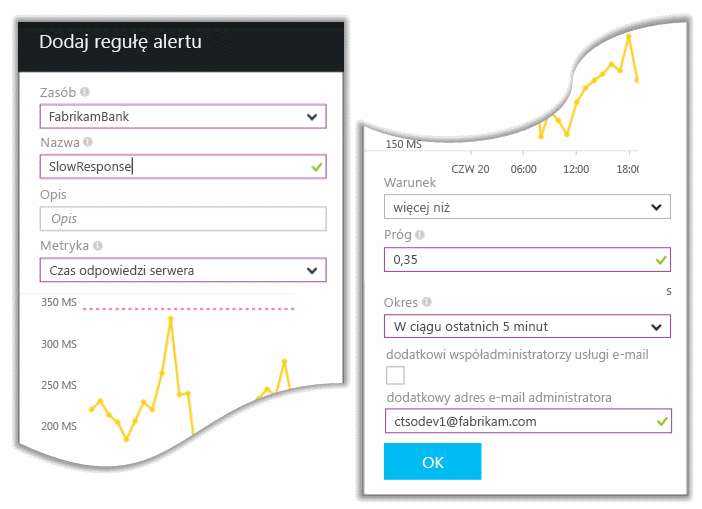 Dodaj regułę alertu
Zasób
FabrikamBank
Nazwa
SlowResponse
Opis
Opis
Metryka
Czas odpowiedzi serwera
350 MS
300 MS
250 MS
200 MS
150 MS
CZW 20 06:00 12:00 18:00
Warunek
więcej niż
Próg
0,35
s
Okres
W ciągu ostatnich 5 minut
dodatkowi współadministratorzy usługi e-mail
dodatkowy adres e-mail administratora
ctsodev1@fabrikam.com
OK